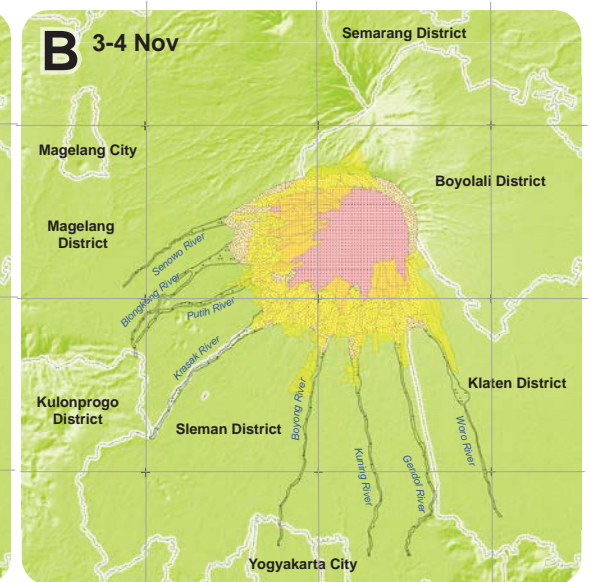 B 3-4 Nov
Semarang District
Magelang City
Boyolali District
Magelang
District
Senowo River
Blongkeng River
Putih River
Krasak River
Kulonprogo
District
Sleman District
Klaten District
Boyong River
Kuning River
Gendol River
Woro River
Yogyakarta City